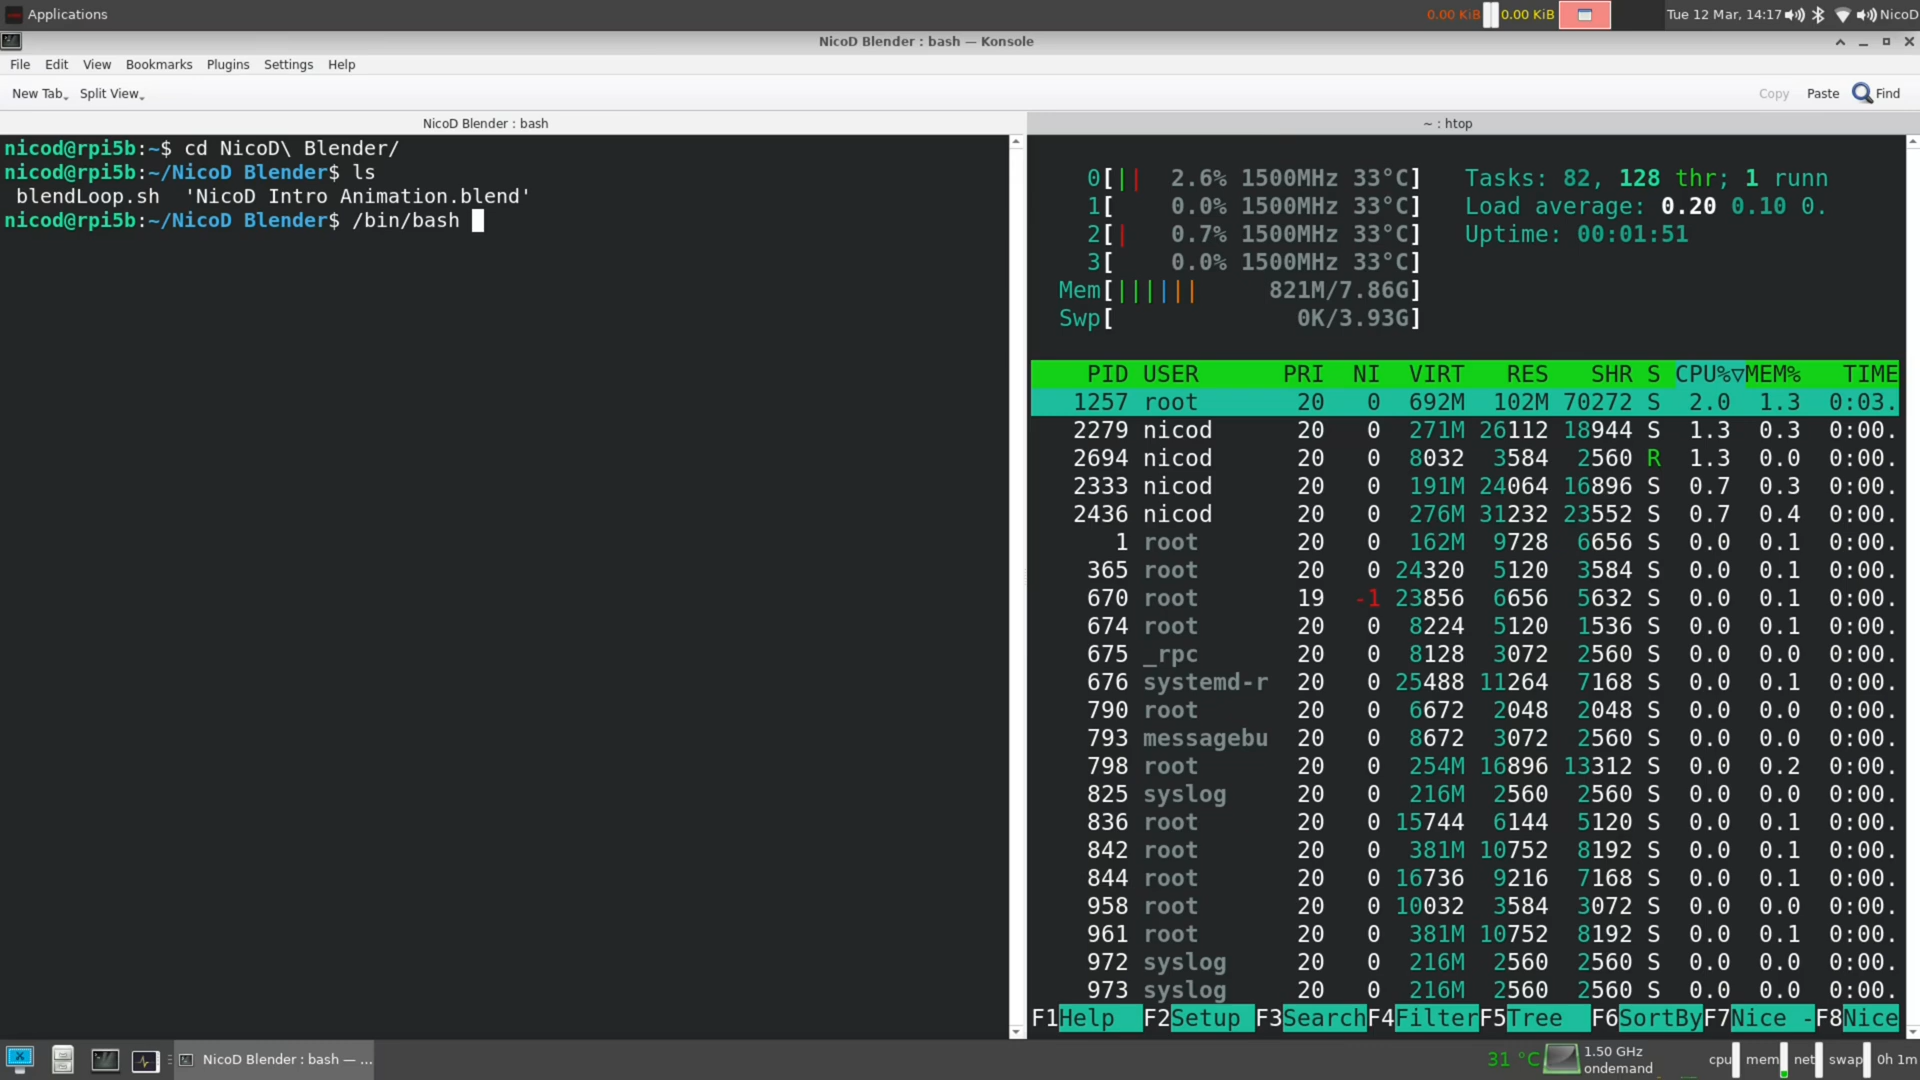 Applications
0.00 KiB 0.00 KiB Tue 12 Mar, 14:17 NicoD
NicoD Blender : bash — Konsole
File Edit View Bookmarks Plugins Settings Help
New Tab Split View Copy Paste Find
NicoD Blender : bash
nicod@rpi5b:~$ cd NicoD\ Blender/
nicod@rpi5b:~/NicoD Blender$ ls
blendLoop.sh 'NicoD Intro Animation.blend'
nicod@rpi5b:~/NicoD Blender$ /bin/bash
~ : htop
0[|| 2.6% 1500MHz 33°C] Tasks: 82, 128 thr; 1 runn
1[ 0.0% 1500MHz 33°C] Load average: 0.20 0.10 0.
2[| 0.7% 1500MHz 33°C] Uptime: 00:01:51
3[ 0.0% 1500MHz 33°C]
Mem[|||||| 821M/7.86G]
Swp[ 0K/3.93G]
PID USER PRI NI VIRT RES SHR S CPU%▽MEM% TIME
1257 root 20 0 692M 102M 70272 S 2.0 1.3 0:03.
2279 nicod 20 0 271M 26112 18944 S 1.3 0.3 0:00.
2694 nicod 20 0 8032 3584 2560 R 1.3 0.0 0:00.
2333 nicod 20 0 191M 24064 16896 S 0.7 0.3 0:00.
2436 nicod 20 0 276M 31232 23552 S 0.7 0.4 0:00.
1 root 20 0 162M 9728 6656 S 0.0 0.1 0:00.
365 root 20 0 24320 5120 3584 S 0.0 0.1 0:00.
670 root 19 -1 23856 6656 5632 S 0.0 0.1 0:00.
674 root 20 0 8224 5120 1536 S 0.0 0.1 0:00.
675 _rpc 20 0 8128 3072 2560 S 0.0 0.0 0:00.
676 systemd-r 20 0 25488 11264 7168 S 0.0 0.1 0:00.
790 root 20 0 6672 2048 2048 S 0.0 0.0 0:00.
793 messagebu 20 0 8672 3072 2560 S 0.0 0.0 0:00.
798 root 20 0 254M 16896 13312 S 0.0 0.2 0:00.
825 syslog 20 0 216M 2560 2560 S 0.0 0.0 0:00.
836 root 20 0 15744 6144 5120 S 0.0 0.1 0:00.
842 root 20 0 381M 10752 8192 S 0.0 0.1 0:00.
844 root 20 0 16736 9216 7168 S 0.0 0.1 0:00.
958 root 20 0 10032 3584 3072 S 0.0 0.0 0:00.
961 root 20 0 381M 10752 8192 S 0.0 0.1 0:00.
972 syslog 20 0 216M 2560 2560 S 0.0 0.0 0:00.
973 syslog 20 0 216M 2560 2560 S 0.0 0.0 0:00.
F1Help F2Setup F3SearchF4FilterF5Tree F6SortByF7Nice -F8Nice
NicoD Blender : bash — ...
31 °C 1.50 GHz ondemand cpu mem net swap 0h 1m